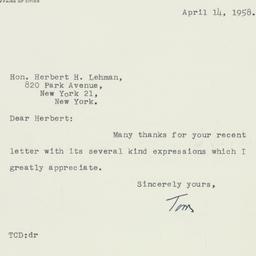 April 14, 1958.
Hon. Herbert H. Lehman,
820 Park Avenue,
New York 21,
New York.
Dear Herbert:
Many thanks for your recent
letter with its several kind expressions which I
greatly appreciate.
Sincerely yours,
Tom
TCD:dr